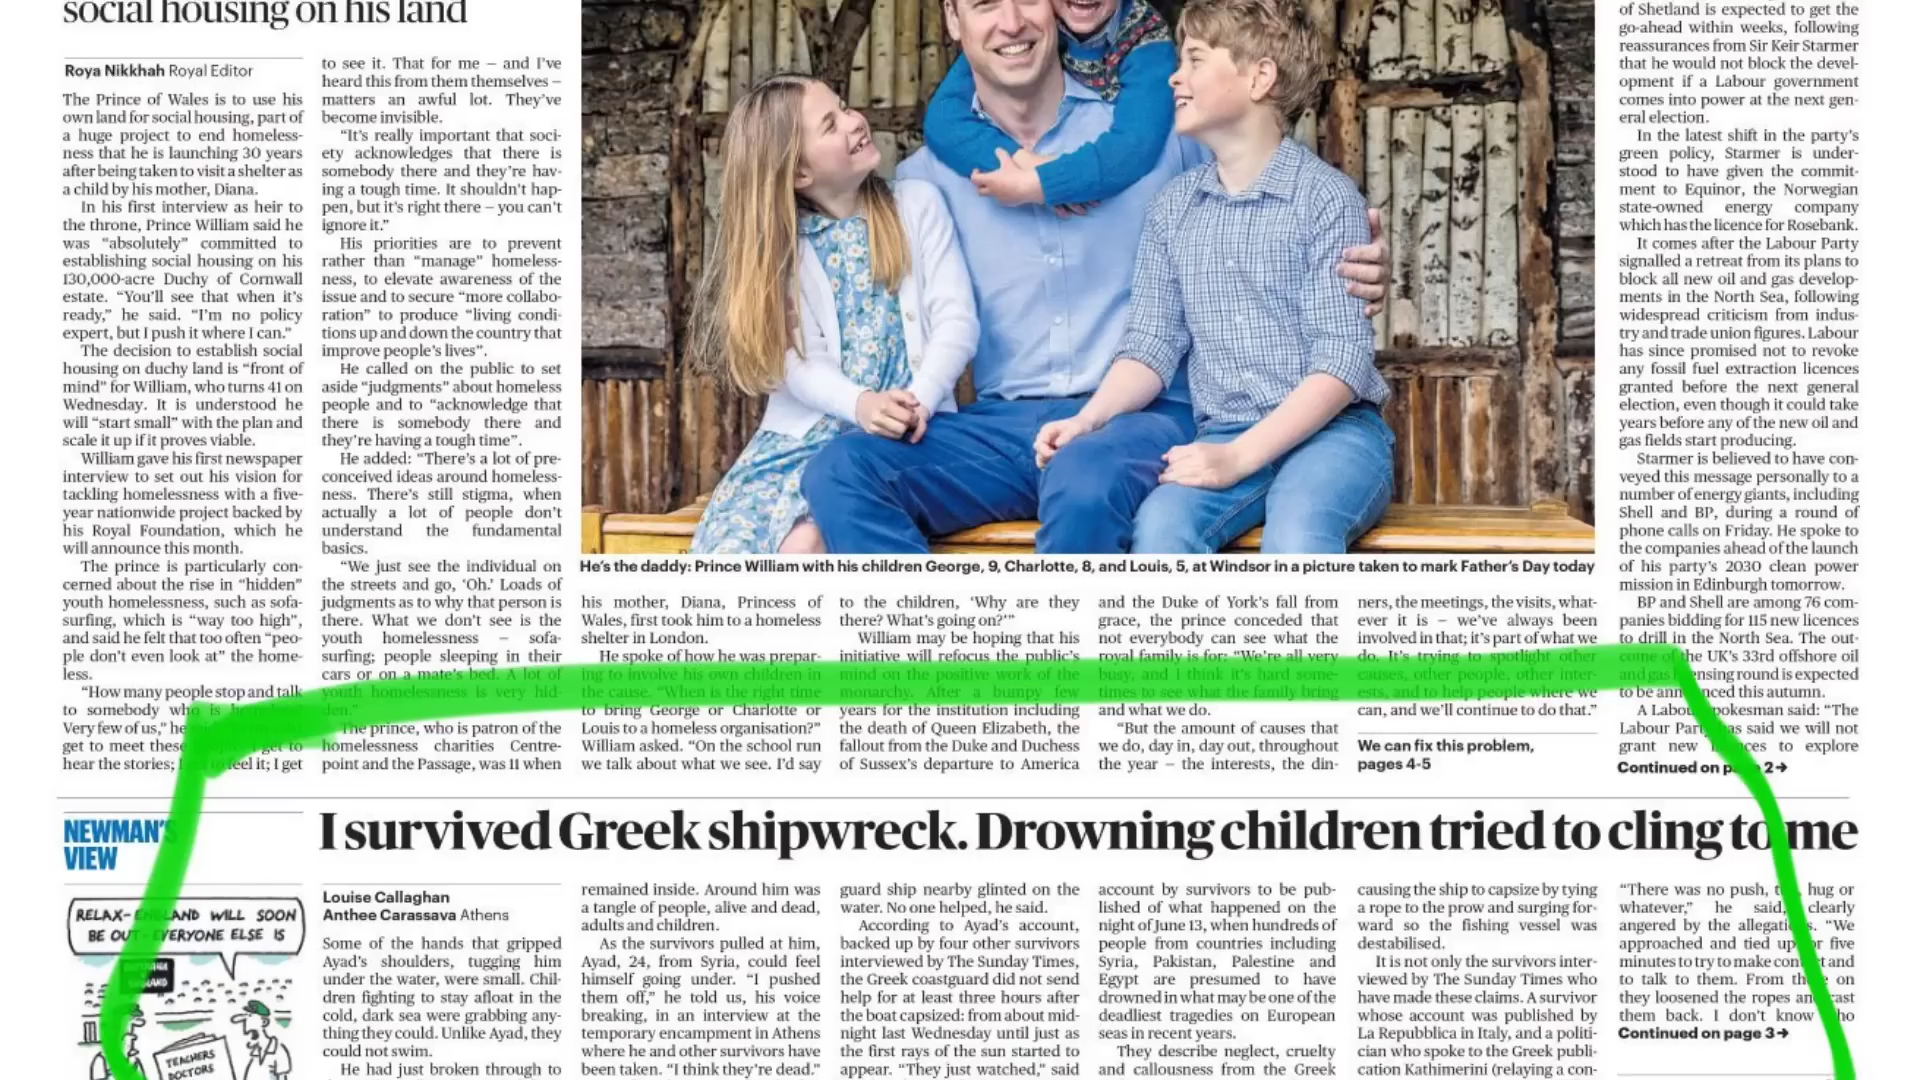 social housing on his land
Roya Nikkhah Royal Editor
The Prince of Wales is to use his
own land for social housing, part of
a huge project to end homeless-
ness that he is launching 30 years
after being taken to visit a shelter as
a child by his mother, Diana.
In his first interview as heir to
the throne, Prince William said he
was “absolutely” committed to
establishing social housing on his
130,000-acre Duchy of Cornwall
estate. “You’ll see that when it’s
ready,” he said. “I’m no policy
expert, but I push it where I can.”
The decision to establish social
housing on duchy land is “front of
mind” for William, who turns 41 on
Wednesday. It is understood he
will “start small” with the plan and
scale it up if it proves viable.
William gave his first newspaper
interview to set out his vision for
tackling homelessness with a five-
year nationwide project backed by
his Royal Foundation, which he
will announce this month.
The prince is particularly con-
cerned about the rise in “hidden”
youth homelessness, such as sofa-
surfing, which is “way too high”,
and said he felt that too often “peo-
ple don’t even look at” the home-
less.
“How many people stop and talk
to somebody who is
Very few of us,” he
get to meet these get to
hear the stories; feel it; I get
to see it. That for me – and I’ve
heard this from them themselves –
matters an awful lot. They’ve
become invisible.
“It’s really important that soci-
ety acknowledges that there is
somebody there and they’re hav-
ing a tough time. It shouldn’t hap-
pen, but it’s right there – you can’t
ignore it.”
His priorities are to prevent
rather than “manage” homeless-
ness, to elevate awareness of the
issue and to secure “more collabo-
ration” to produce “living condi-
tions up and down the country that
improve people’s lives”.
He called on the public to set
aside “judgments” about homeless
people and to “acknowledge that
there is somebody there and
they’re having a tough time”.
He added: “There’s a lot of pre-
conceived ideas around homeless-
ness. There’s still stigma, when
actually a lot of people don’t
understand the fundamental
basics.
“We just see the individual on
the streets and go, ‘Oh.’ Loads of
judgments as to why that person is
there. What we don’t see is the
youth homelessness – sofa-
surfing; people sleeping in their
cars or on a mate’s bed. A lot of
youth homelessness is very hid-
den.”
The prince, who is patron of the
homelessness charities Centre-
point and the Passage, was 11 when
He’s the daddy: Prince William with his children George, 9, Charlotte, 8, and Louis, 5, at Windsor in a picture taken to mark Father’s Day today
his mother, Diana, Princess of
Wales, first took him to a homeless
shelter in London.
He spoke of how he was prepar-
ing to involve his own children in
the cause. “When is the right time
to bring George or Charlotte or
Louis to a homeless organisation?”
William asked. “On the school run
we talk about what we see. I’d say
to the children, ‘Why are they
there? What’s going on?’”
William may be hoping that his
initiative will refocus the public’s
mind on the positive work of the
monarchy. After a bumpy few
years for the institution including
the death of Queen Elizabeth, the
fallout from the Duke and Duchess
of Sussex’s departure to America
and the Duke of York’s fall from
grace, the prince conceded that
not everybody can see what the
royal family is for: “We’re all very
busy, and I think it’s hard some-
times to see what the family bring
and what we do.
“But the amount of causes that
we do, day in, day out, throughout
the year – the interests, the din-
ners, the meetings, the visits, what-
ever it is – we’ve always been
involved in that; it’s part of what we
do. It’s trying to spotlight other
causes, other people, other inter-
ests, and to help people where we
can, and we’ll continue to do that.”
We can fix this problem,
pages 4-5
of Shetland is expected to get the
go-ahead within weeks, following
reassurances from Sir Keir Starmer
that he would not block the devel-
opment if a Labour government
comes into power at the next gen-
eral election.
In the latest shift in the party’s
green policy, Starmer is under-
stood to have given the commit-
ment to Equinor, the Norwegian
state-owned energy company
which has the licence for Rosebank.
It comes after the Labour Party
signalled a retreat from its plans to
block all new oil and gas develop-
ments in the North Sea, following
widespread criticism from indus-
try and trade union figures. Labour
has since promised not to revoke
any fossil fuel extraction licences
granted before the next general
election, even though it could take
years before any of the new oil and
gas fields start producing.
Starmer is believed to have con-
veyed this message personally to a
number of energy giants, including
Shell and BP, during a round of
phone calls on Friday. He spoke to
the companies ahead of the launch
of his party’s 2030 clean power
mission in Edinburgh tomorrow.
BP and Shell are among 76 com-
panies bidding for 115 new licences
to drill in the North Sea. The out-
come of the UK’s 33rd offshore oil
and gas licensing round is expected
to be announced this autumn.
A Labour spokesman said: “The
Labour Party has said we will not
grant new licences to explore
Continued on page 2→
NEWMAN’S
VIEW
RELAX- ENGLAND WILL SOON
BE OUT- EVERYONE ELSE IS
ENGLAND
TEACHERS
DOCTORS
I survived Greek shipwreck. Drowning children tried to cling to me
Louise Callaghan
Anthee Carassava Athens
Some of the hands that gripped
Ayad’s shoulders, tugging him
under the water, were small. Chil-
dren fighting to stay afloat in the
cold, dark sea were grabbing any-
thing they could. Unlike Ayad, they
could not swim.
He had just broken through to
remained inside. Around him was
a tangle of people, alive and dead,
adults and children.
As the survivors pulled at him,
Ayad, 24, from Syria, could feel
himself going under. “I pushed
them off,” he told us, his voice
breaking, in an interview at the
temporary encampment in Athens
where he and other survivors have
been taken. “I think they’re dead.”
guard ship nearby glinted on the
water. No one helped, he said.
According to Ayad’s account,
backed up by four other survivors
interviewed by The Sunday Times,
the Greek coastguard did not send
help for at least three hours after
the boat capsized: from about mid-
night last Wednesday until just as
the first rays of the sun started to
appear. “They just watched,” said
account by survivors to be pub-
lished of what happened on the
night of June 13, when hundreds of
people from countries including
Syria, Pakistan, Palestine and
Egypt are presumed to have
drowned in what may be one of the
deadliest tragedies on European
seas in recent years.
They describe neglect, cruelty
and callousness from the Greek
causing the ship to capsize by tying
a rope to the prow and surging for-
ward so the fishing vessel was
destabilised.
It is not only the survivors inter-
viewed by The Sunday Times who
have made these claims. A survivor
whose account was published by
La Repubblica in Italy, and a politi-
cian who spoke to the Greek publi-
cation Kathimerini (relaying a con-
“There was no push, hug or
whatever,” he said, clearly
angered by the allegations. “We
approached and tied up for five
minutes to try to make contact and
to talk to them. From there on
they loosened the ropes and cast
them back. I don’t know who
Continued on page 3→